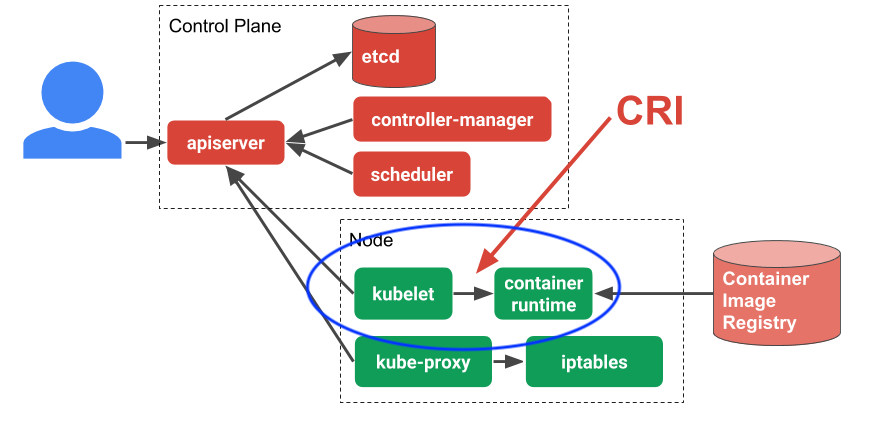 Control Plane
etcd
controller-manager
CRI
apiserver
scheduler
Node
kubelet
container
runtime
Container
Image
Registry
kube-proxy
iptables